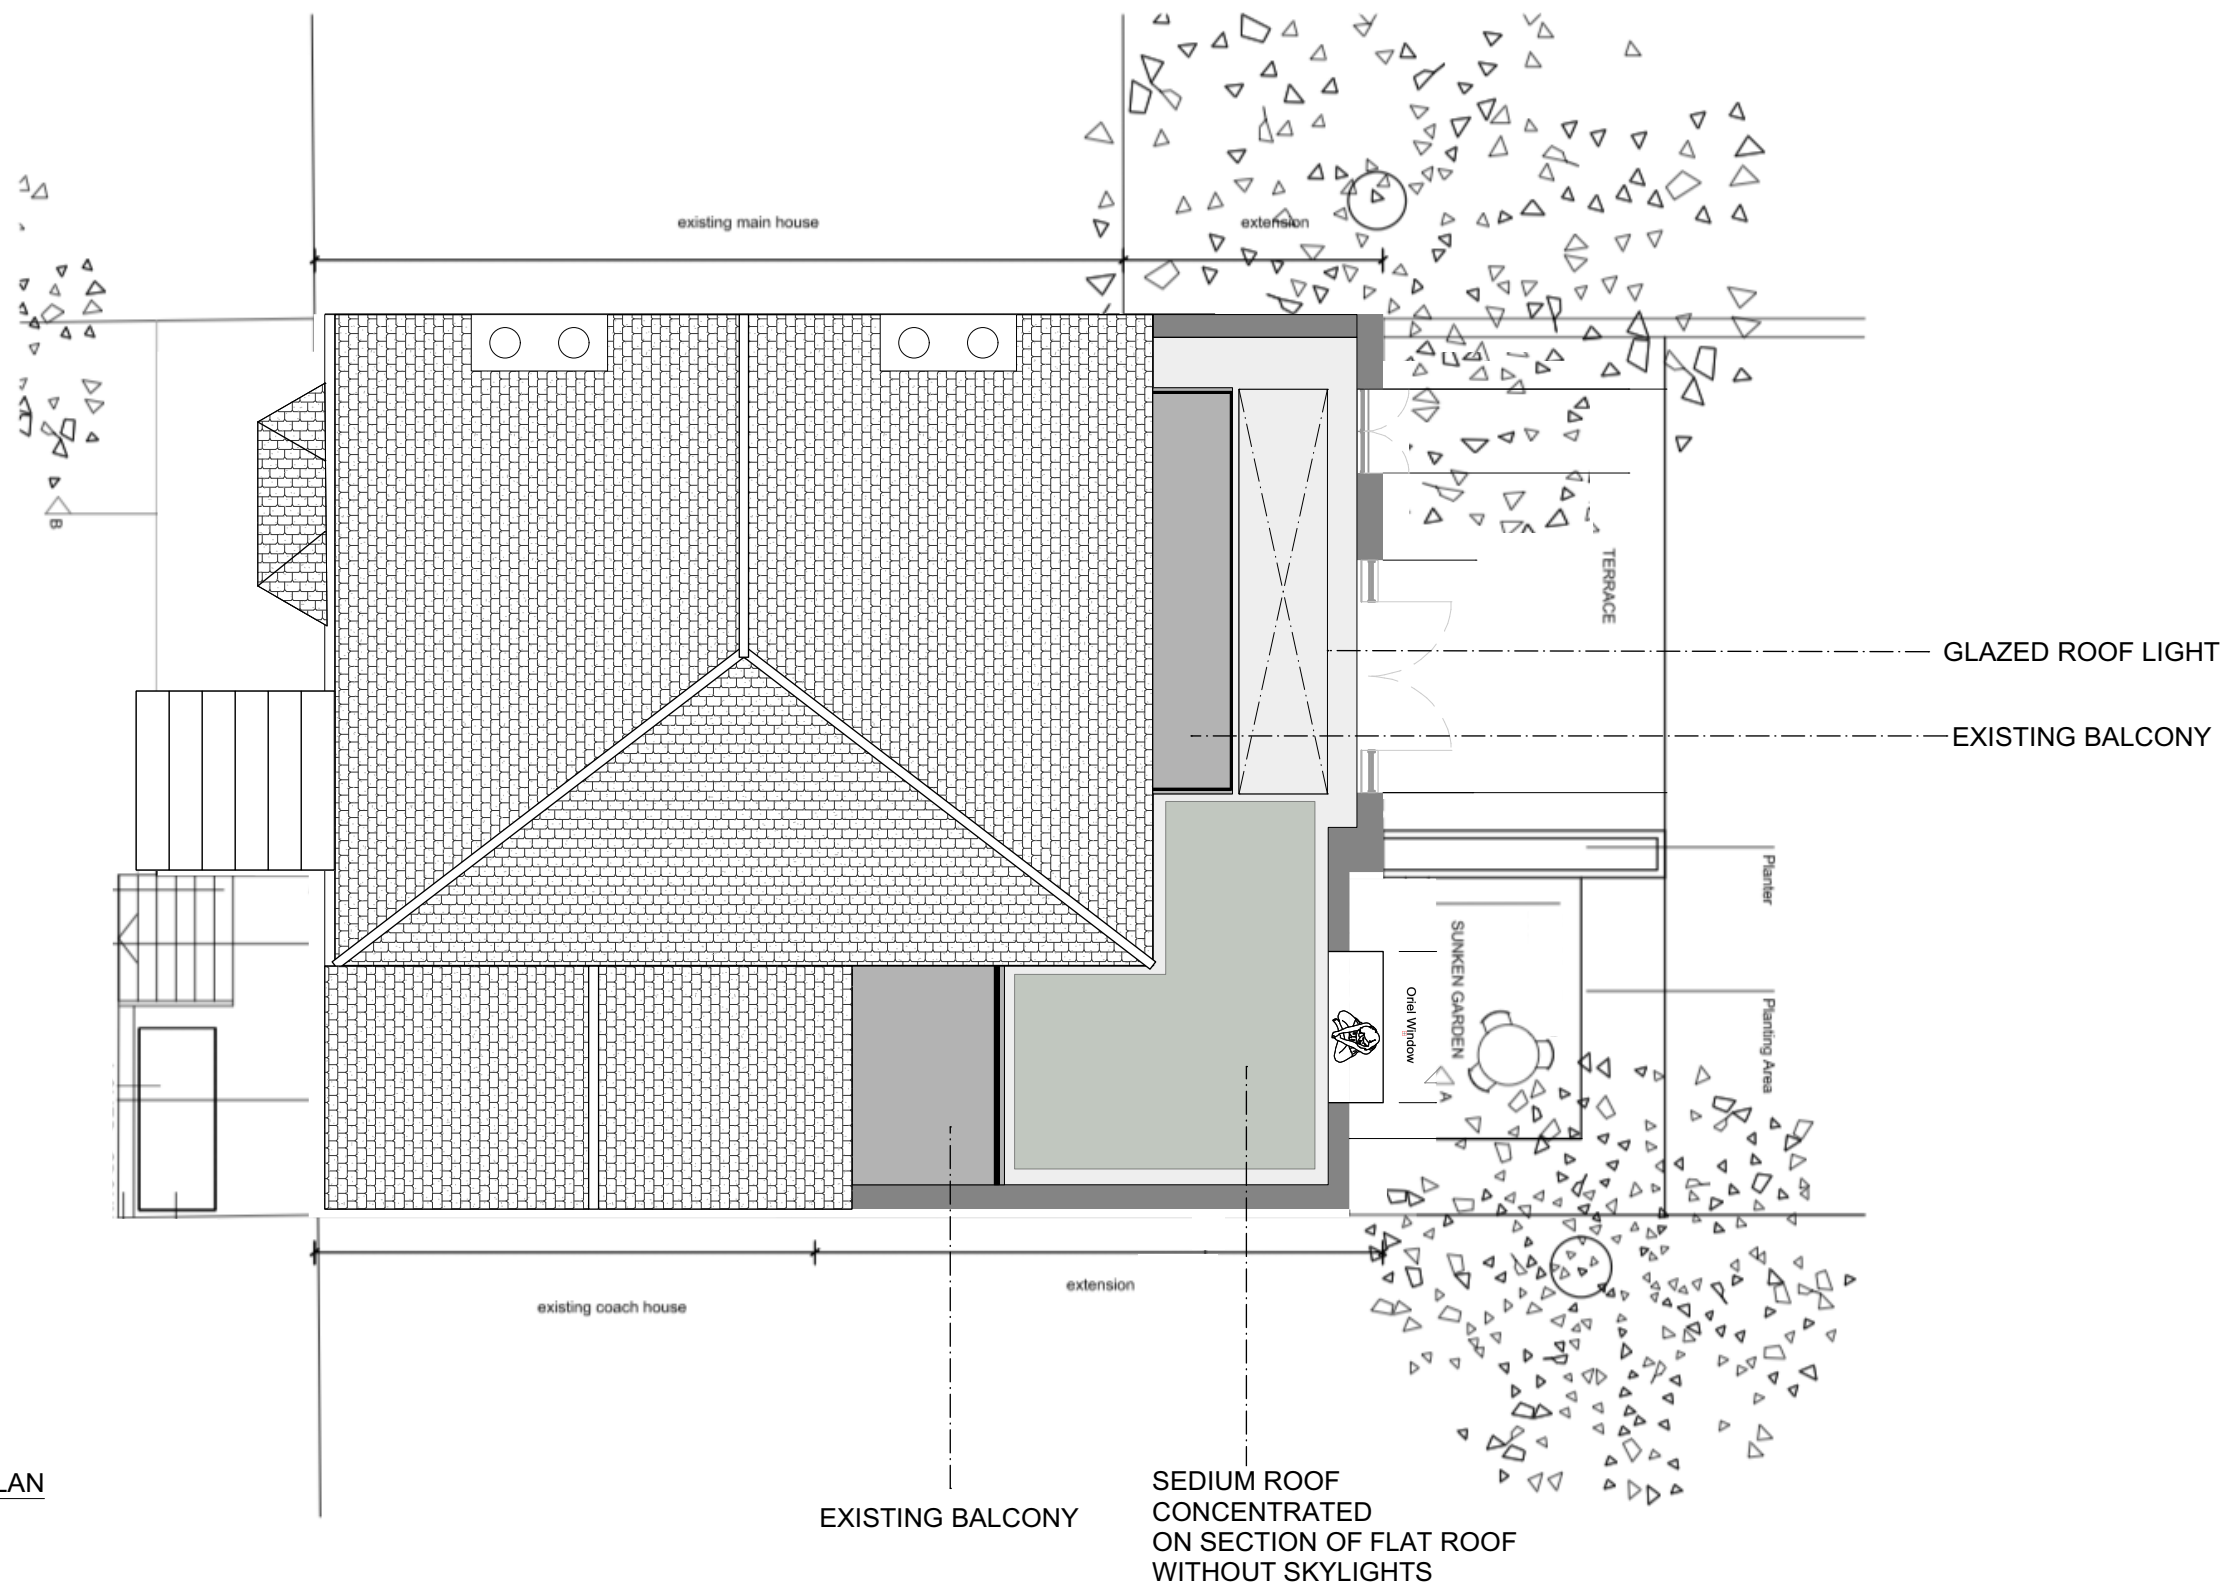 existing main house
extension
B
TERRACE
GLAZED ROOF LIGHT
EXISTING BALCONY
Planter
SUNKEN GARDEN
Oriel Window
Planting Area
A
extension
existing coach house
LAN
EXISTING BALCONY
SEDIUM ROOF
CONCENTRATED
ON SECTION OF FLAT ROOF
WITHOUT SKYLIGHTS